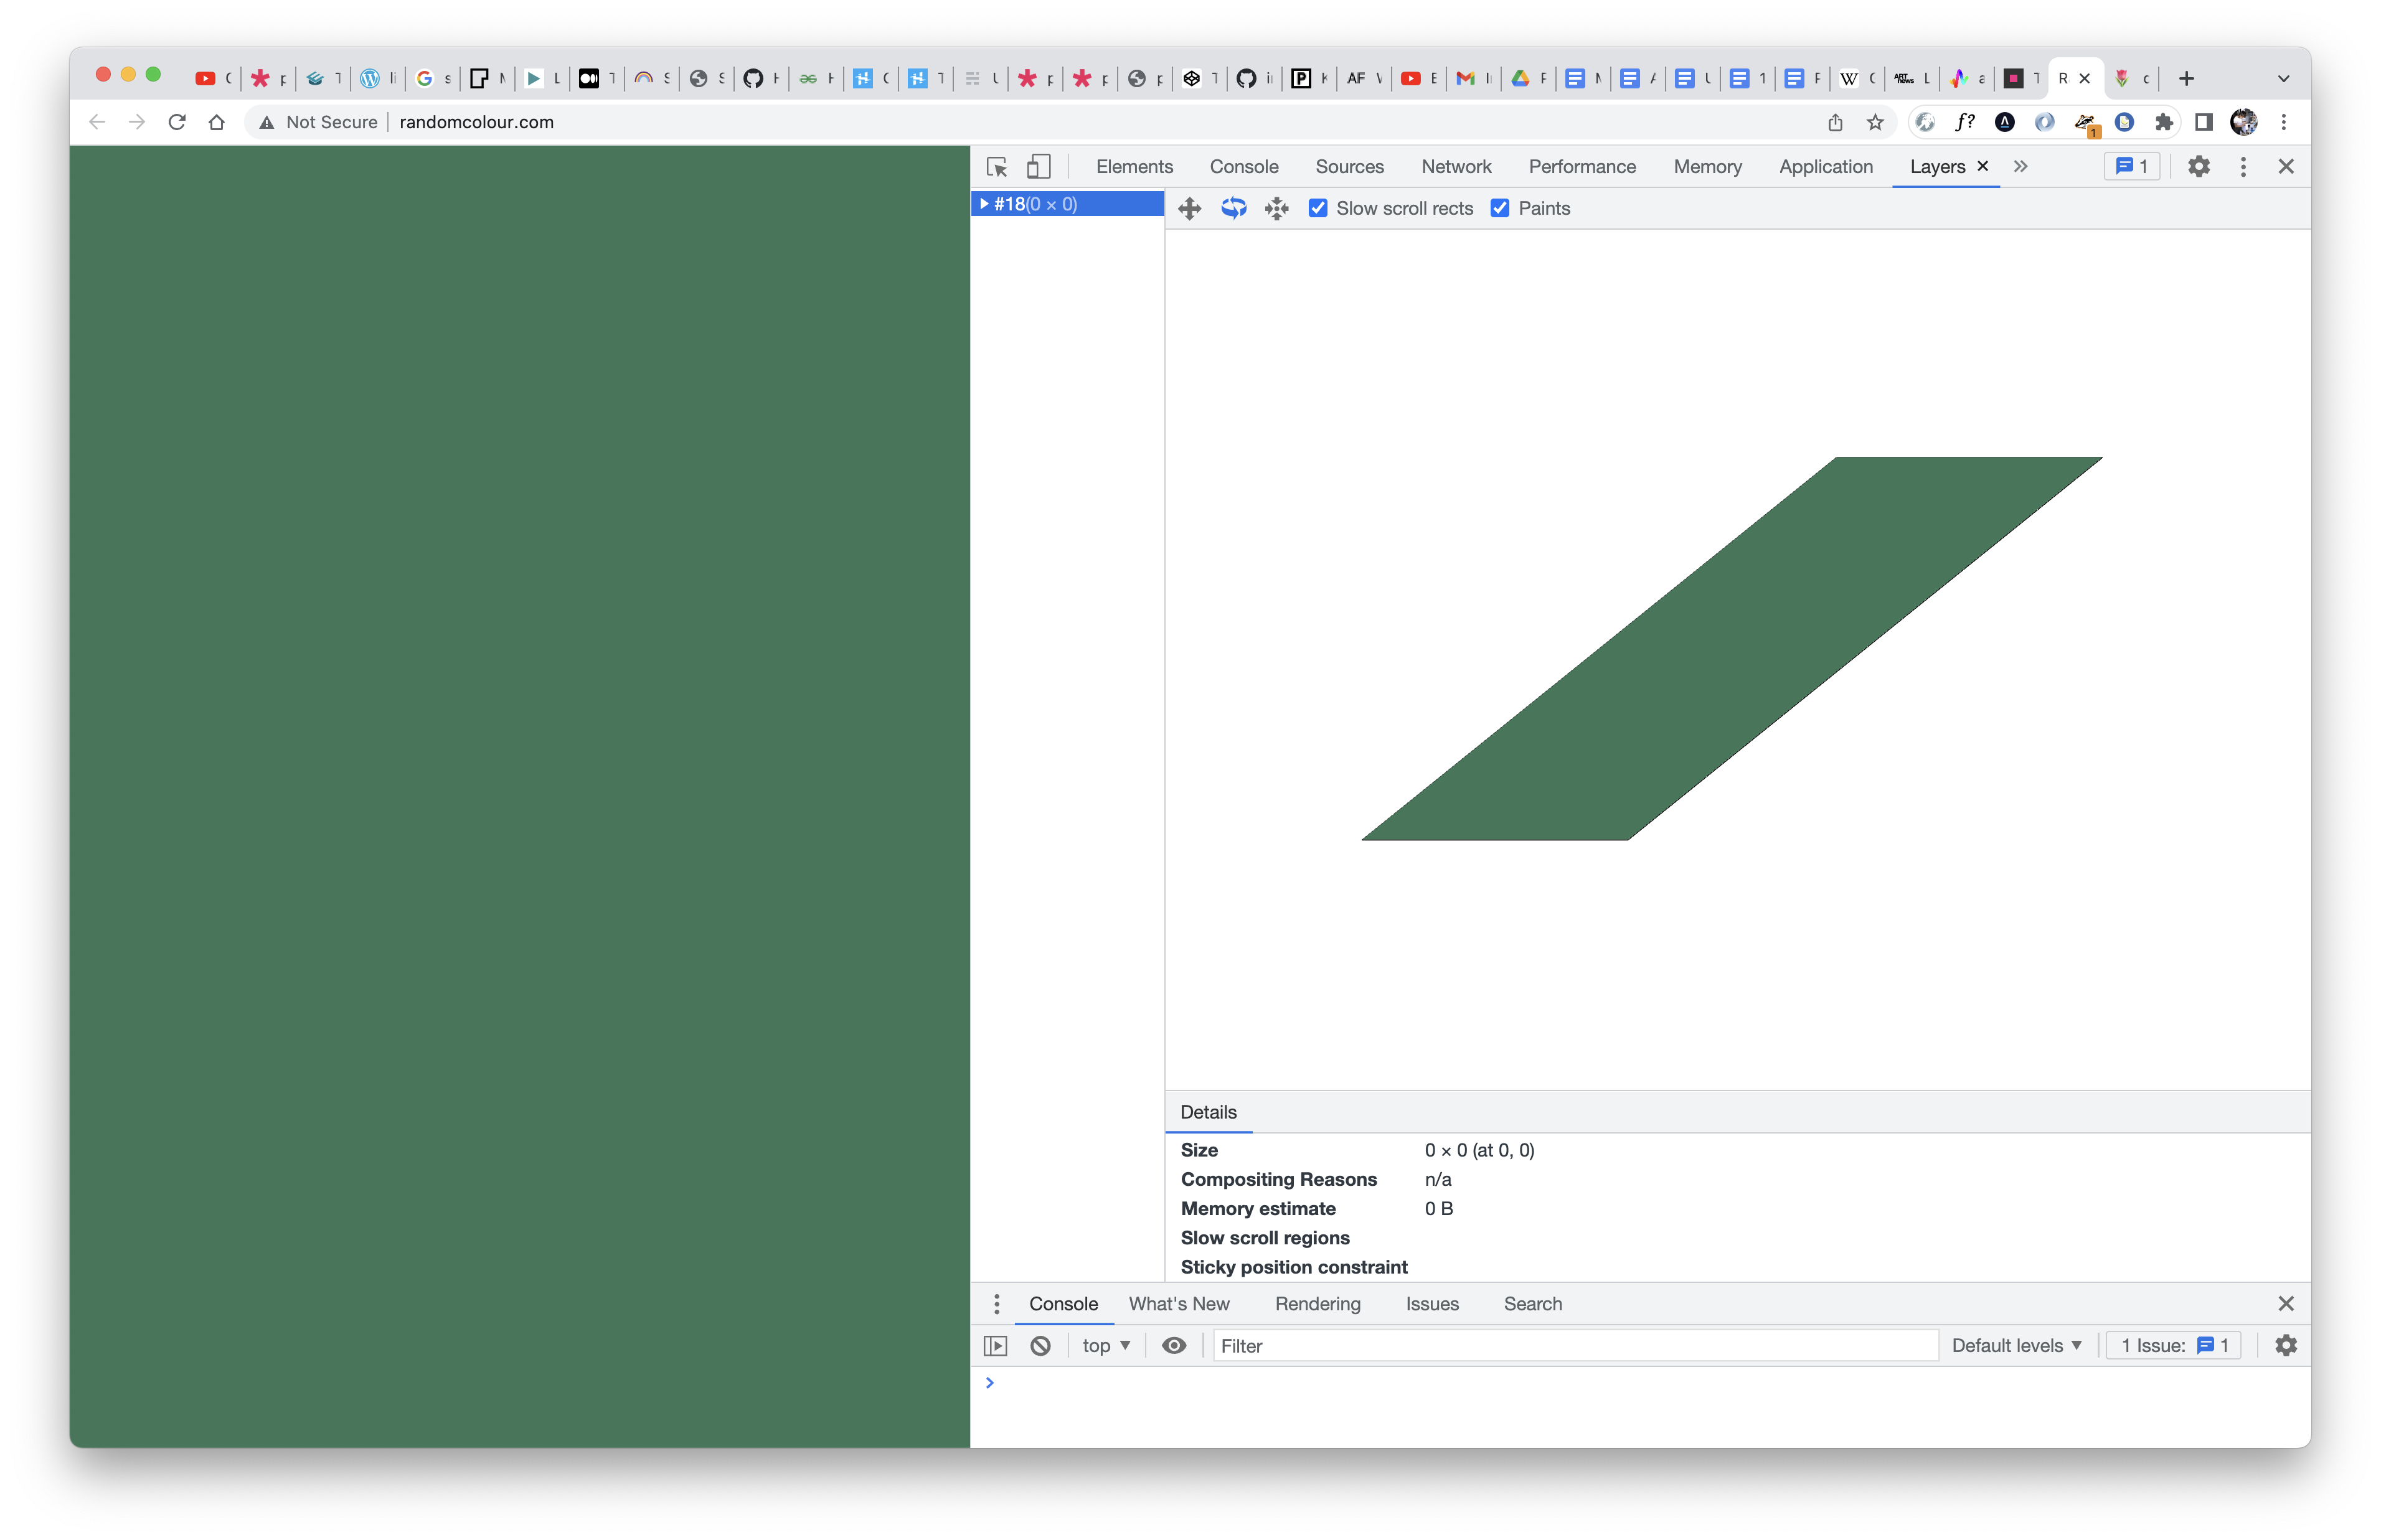 Not Secure randomcolour.com
1
Elements Console Sources Network Performance Memory Application Layers 1
#18(0 × 0)
Slow scroll rects Paints
Details
Size 0 × 0 (at 0, 0)
Compositing Reasons n/a
Memory estimate 0 B
Slow scroll regions
Sticky position constraint
Console What's New Rendering Issues Search
top Filter Default levels 1 Issue: 1